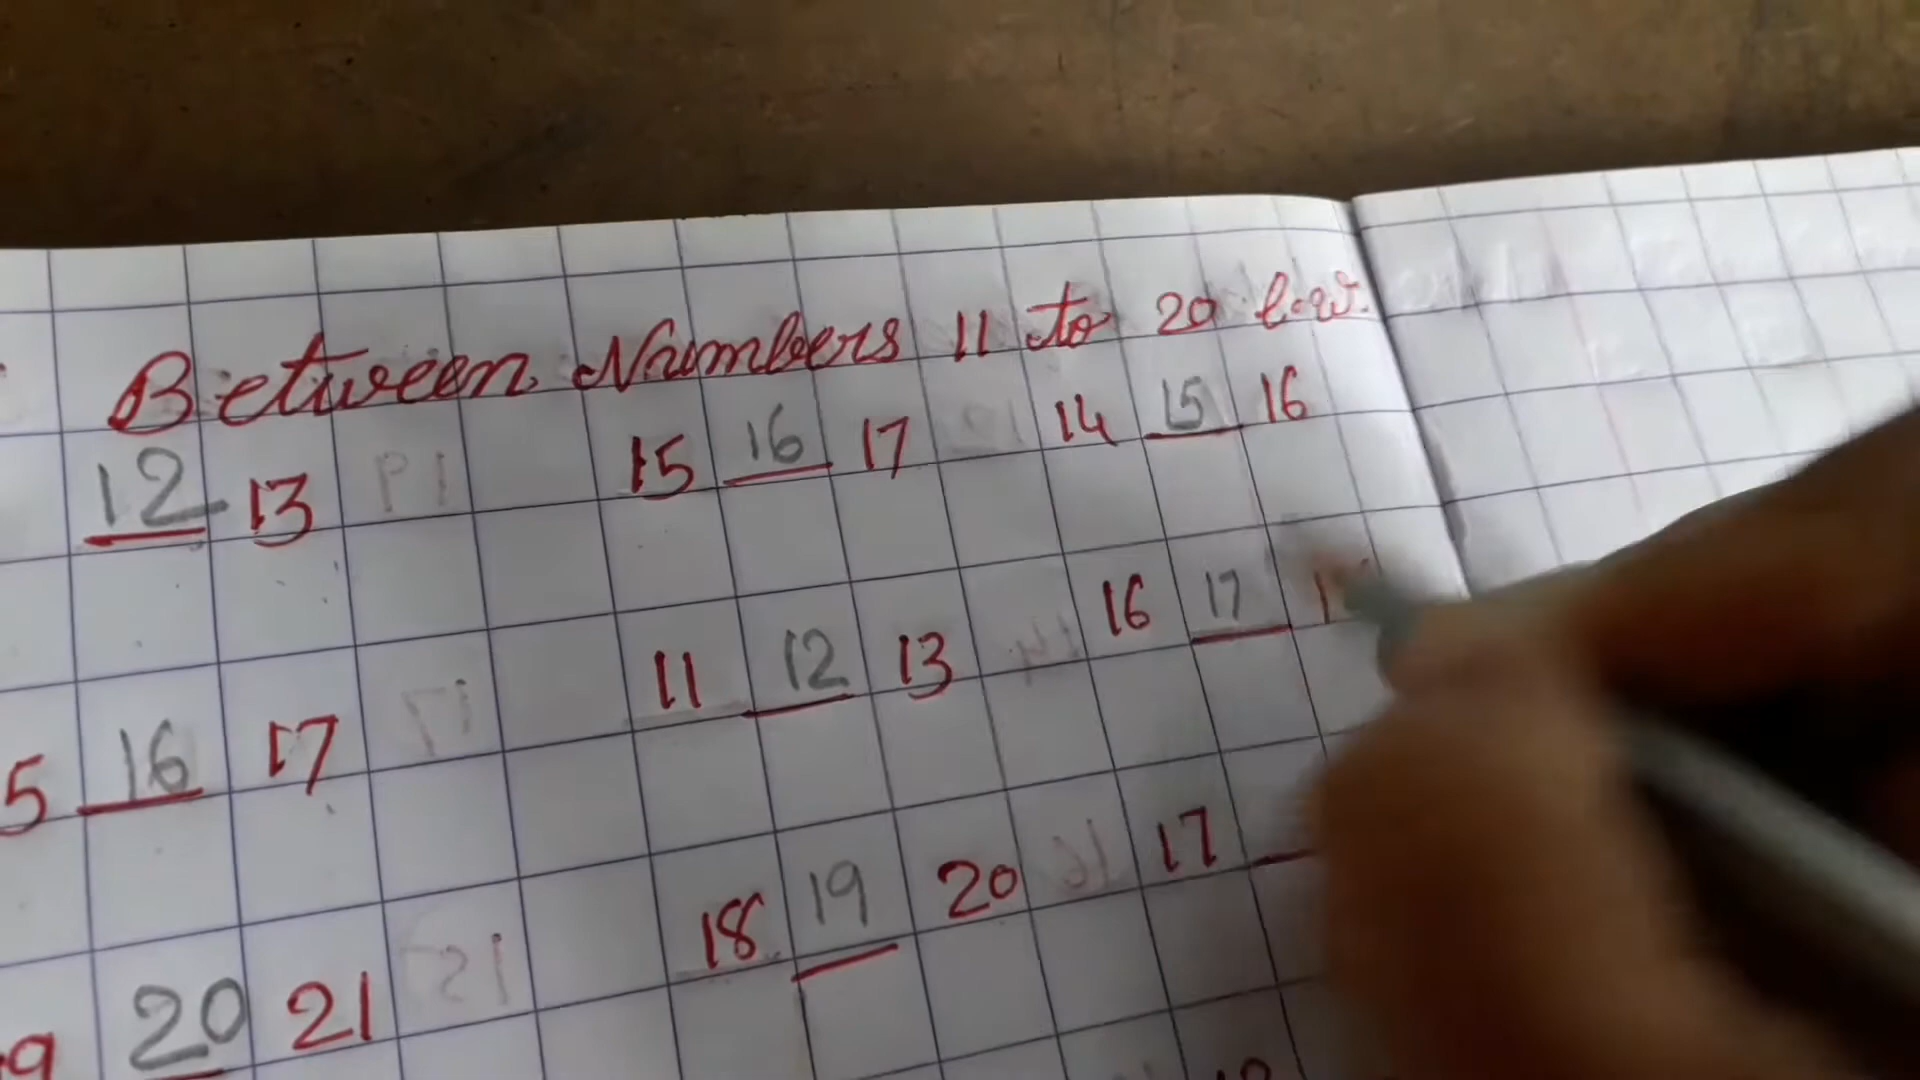 Between Numbers 11 to 20 l.w.
12 13 15 16 17 14 15 16
11 12 13 16 17
5 16 17
18 19 20 17
20 21